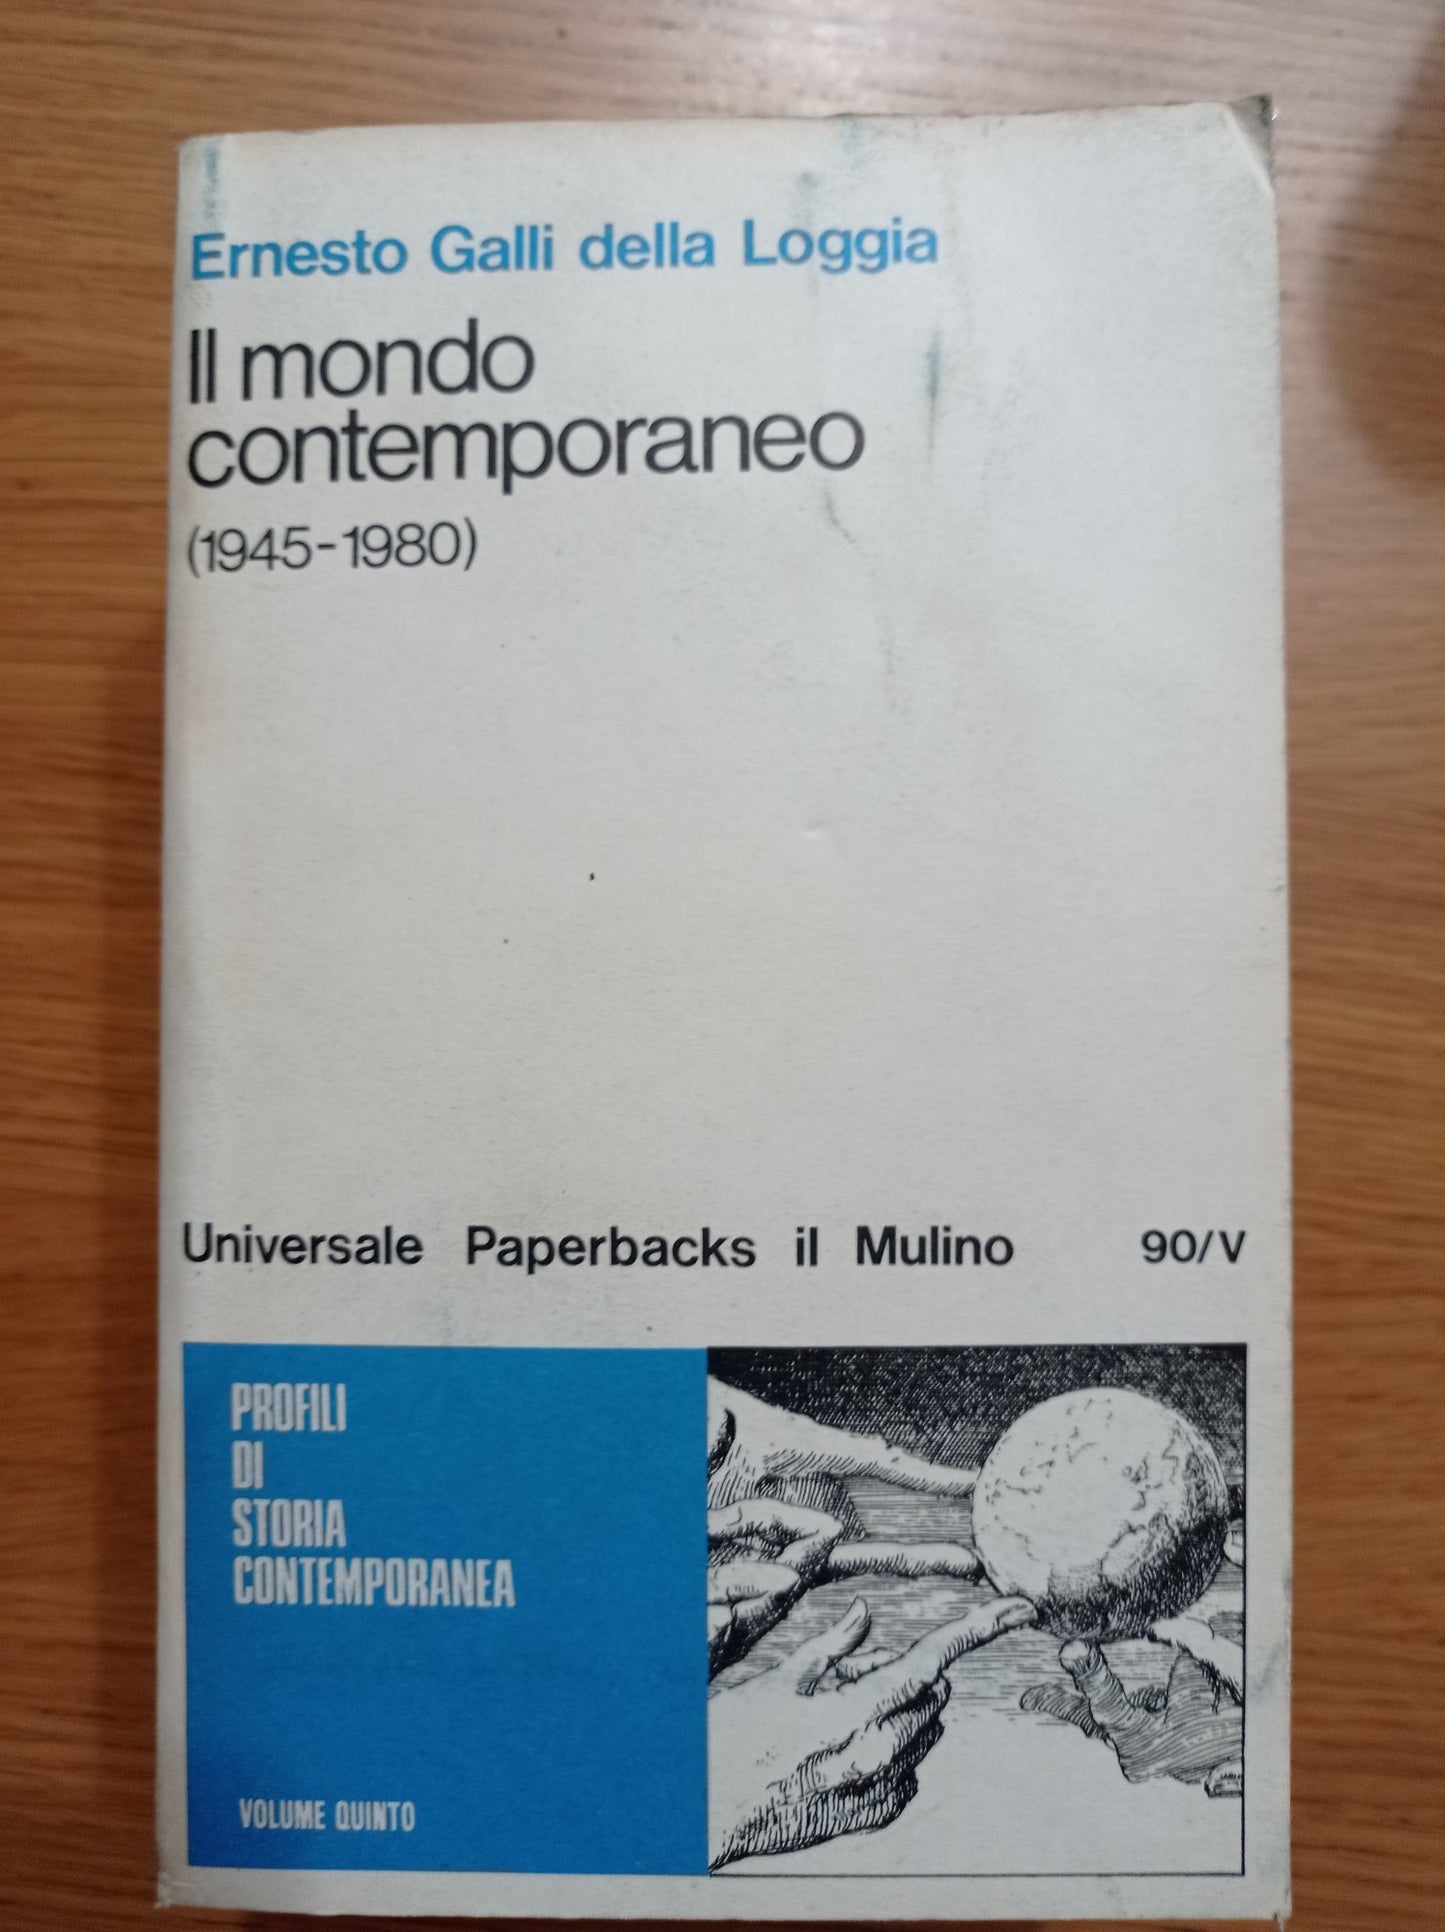 Ernesto Galli della Loggia
Il mondo
contemporaneo
(1945-1980)
Universale Paperbacks il Mulino 90/V
PROFILI
DI
STORIA
CONTEMPORANEA
VOLUME QUINTO